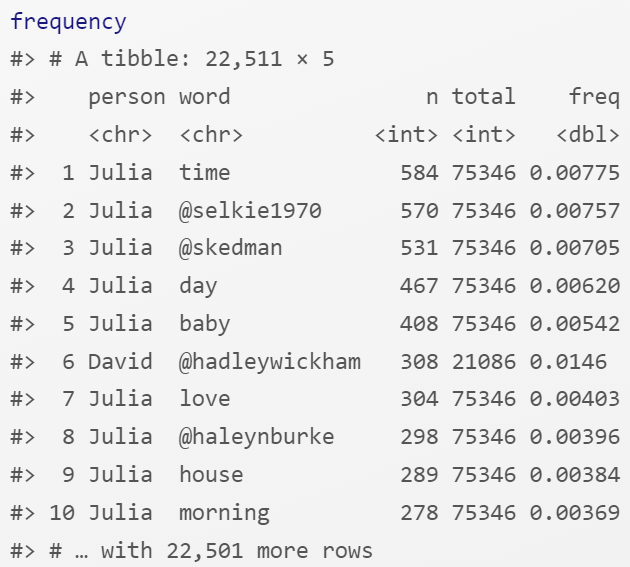 frequency
#> # A tibble: 22,511 × 5
#>    person word                n total    freq
#>    <chr>  <chr>           <int> <int>   <dbl>
#>  1 Julia  time              584 75346 0.00775
#>  2 Julia  @selkie1970       570 75346 0.00757
#>  3 Julia  @skedman          531 75346 0.00705
#>  4 Julia  day               467 75346 0.00620
#>  5 Julia  baby              408 75346 0.00542
#>  6 David  @hadleywickham    308 21086 0.0146
#>  7 Julia  love              304 75346 0.00403
#>  8 Julia  @haleynburke      298 75346 0.00396
#>  9 Julia  house             289 75346 0.00384
#> 10 Julia  morning           278 75346 0.00369
#> # … with 22,501 more rows